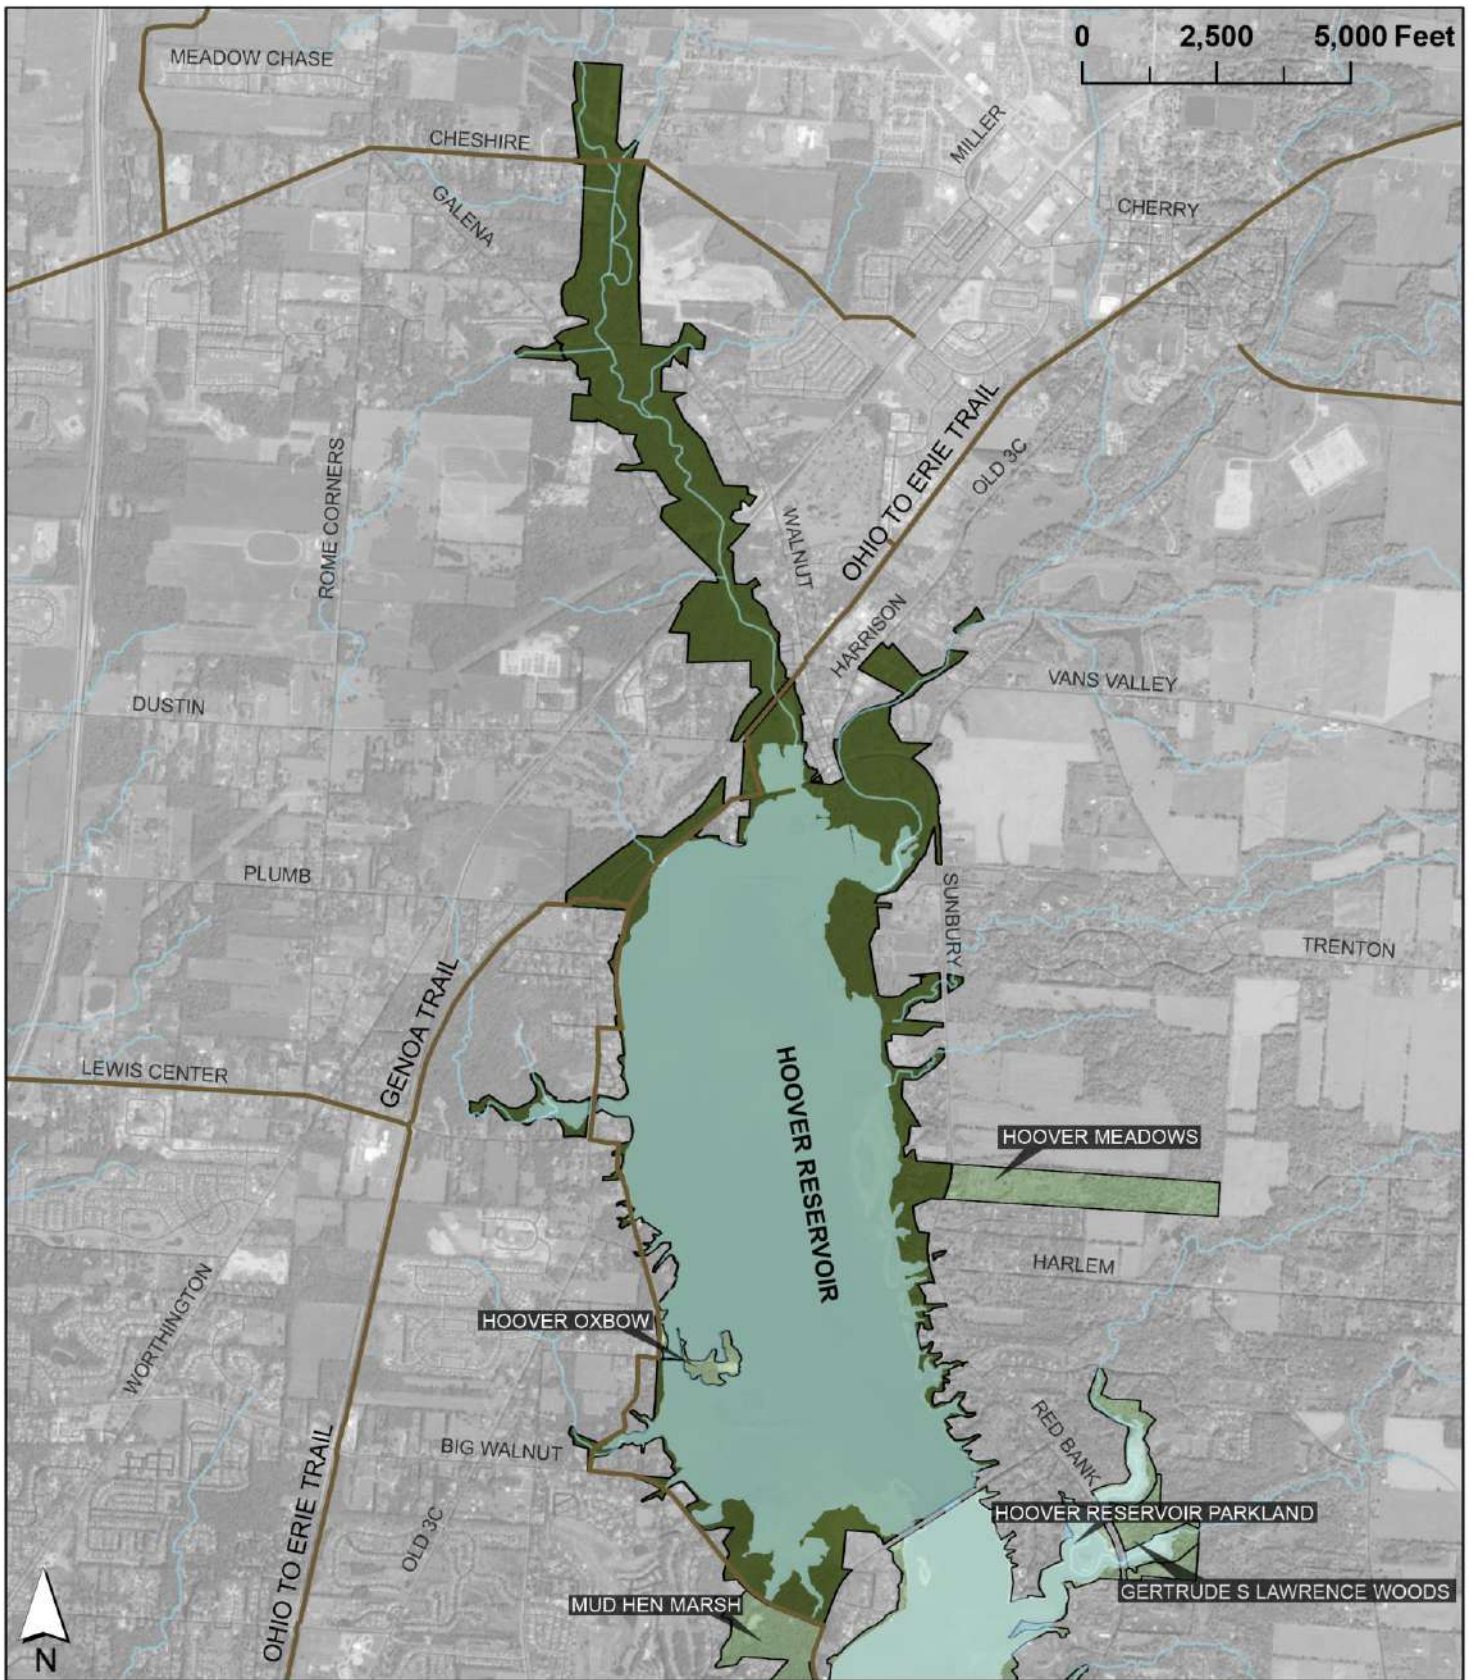 0 2,500 5,000 Feet
MEADOW CHASE
CHESHIRE
MILLER
GALENA
CHERRY
OHIO TO ERIE TRAIL
OLD 3C
ROME CORNERS
WALNUT
HARRISON
VANS VALLEY
DUSTIN
PLUMB
SUNBURY
TRENTON
GENOA TRAIL
LEWIS CENTER
HOOVER RESERVOIR
HOOVER MEADOWS
HARLEM
WORTHINGTON
HOOVER OXBOW
RED BANK
BIG WALNUT
OHIO TO ERIE TRAIL
OLD 3C
HOOVER RESERVOIR PARKLAND
GERTRUDE S LAWRENCE WOODS
MUD HEN MARSH
N